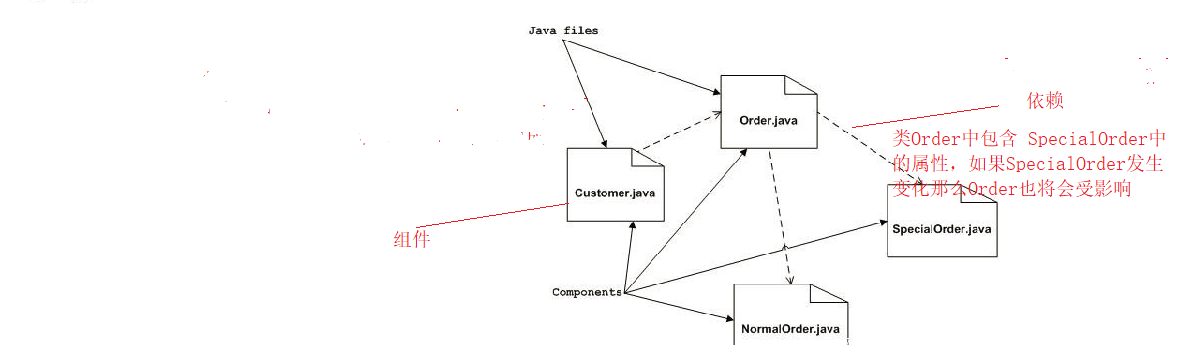 Java files
依赖
Order.java
类Order中包含 SpecialOrder中
的属性，如果SpecialOrder发生
变化那么Order也将会受影响
Customer.java
SpecialOrder.java
组件
Components
NormalOrder.java